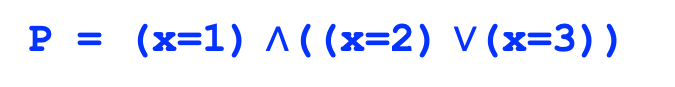 P = (x=1) ∧((x=2) ∨(x=3))